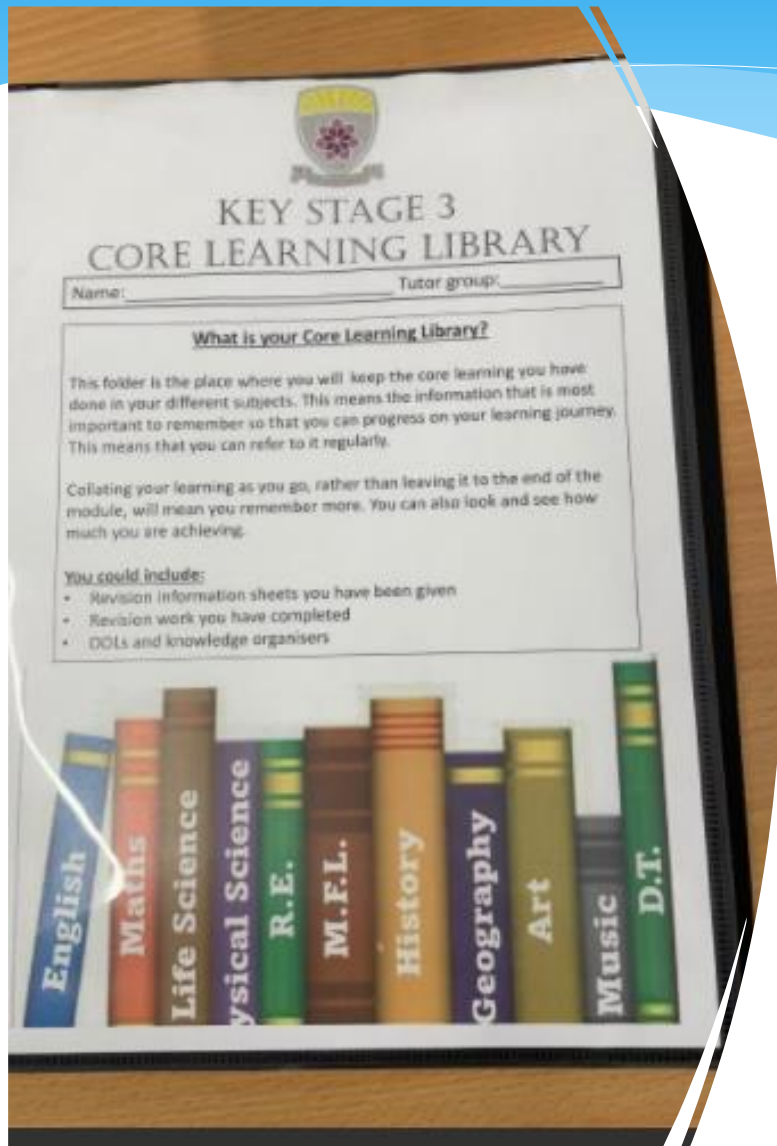 KEY STAGE 3
CORE LEARNING LIBRARY
Name: Tutor group:
What is your Core Learning Library?
This folder is the place where you will keep the core learning you have
done in your different subjects. This means the information that is most
important to remember so that you can progress on your learning journey.
This means that you can refer to it regularly.
Collating your learning as you go, rather than leaving it to the end of the
module, will mean you remember more. You can also look and see how
much you are achieving.
You could include:
• Revision information sheets you have been given
• Revision work you have completed
• and knowledge organisers
English
Maths
Life Science
ysical Science
R.E.
M.F.L.
History
Geography
Art
Music
D.T.